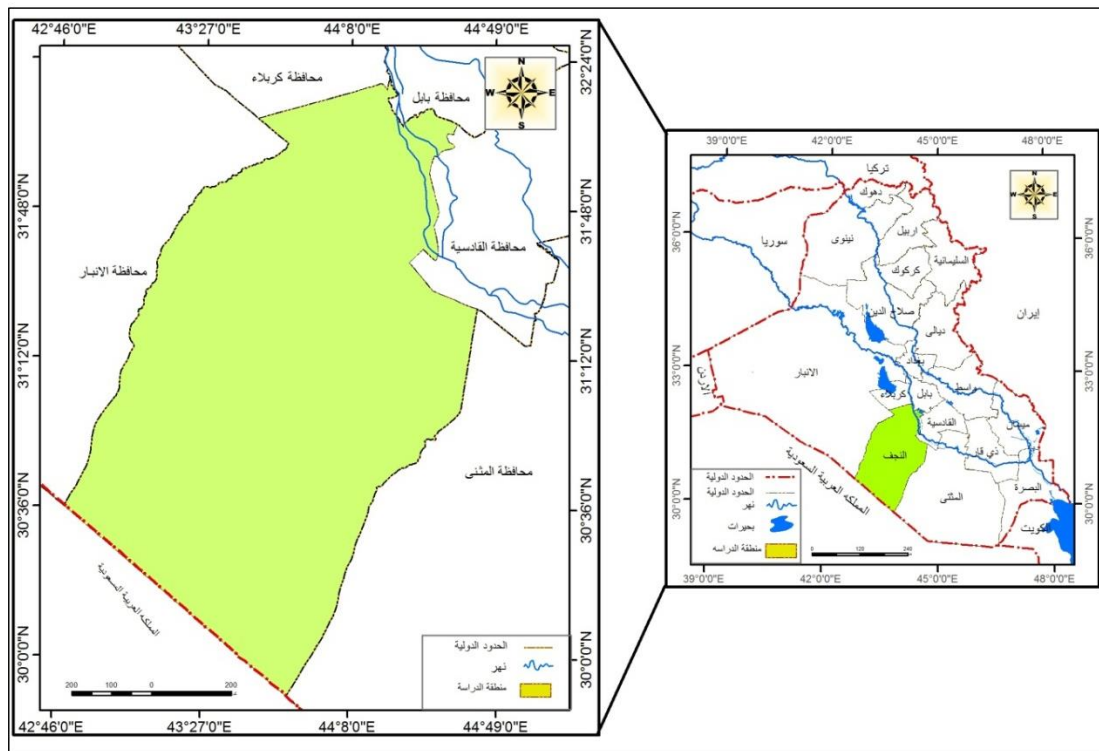 42°46'0"E 43°27'0"E 44°8'0"E 44°49'0"E
32°24'0"N
31°48'0"N
31°12'0"N
30°36'0"N
30°0'0"N
31°48'0"N
31°12'0"N
30°36'0"N
30°0'0"N
42°46'0"E 43°27'0"E 44°8'0"E 44°49'0"E
N
W E
S
محافظة كربلاء
محافظة بابل
محافظة القادسية
محافظة الانبار
محافظة المثنى
المملكه العربية السعودية
الحدود الدولية
نهر
منطقة الدراسة
200 100 0 200
39°0'0"E 42°0'0"E 45°0'0"E 48°0'0"E
36°0'0"N
33°0'0"N
30°0'0"N
36°0'0"N
33°0'0"N
30°0'0"N
39°0'0"E 42°0'0"E 45°0'0"E 48°0'0"E
N
W E
S
تركيا
دهوك
نينوى
اربيل
سوريا
السليمانية
كركوك
صلاح الدين
ديالى
إيران
بغداد
الانبار
الاردن
واسط
بابل
كربلاء
القادسية
ميسان
ذي قار
النجف
المثنى
البصرة
الكويت
المملكه العربية السعودية
الحدود الدولية
الحدود الدولية
نهر
بحيرات
منطقة الدراسه
0 120 240